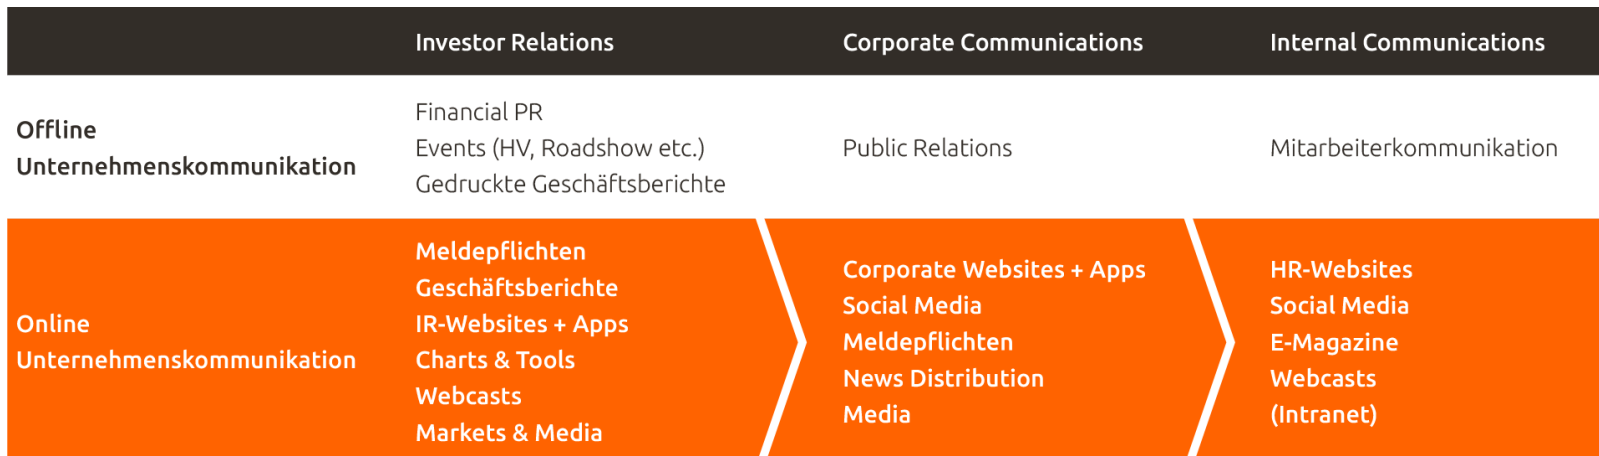 Investor Relations
Corporate Communications
Internal Communications
Offline
Unternehmenskommunikation
Financial PR
Events (HV, Roadshow etc.)
Gedruckte Geschäftsberichte
Public Relations
Mitarbeiterkommunikation
Online
Unternehmenskommunikation
Meldepflichten
Geschäftsberichte
IR-Websites + Apps
Charts & Tools
Webcasts
Markets & Media
Corporate Websites + Apps
Social Media
Meldepflichten
News Distribution
Media
HR-Websites
Social Media
E-Magazine
Webcasts
(Intranet)